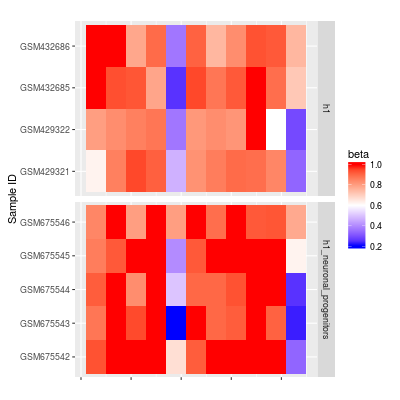 Sample ID
GSM432686
GSM432685
GSM429322
GSM429321
h1
GSM675546
GSM675545
GSM675544
GSM675543
GSM675542
h1_neuronal_progenitors
beta
1.0
0.8
0.6
0.4
0.2